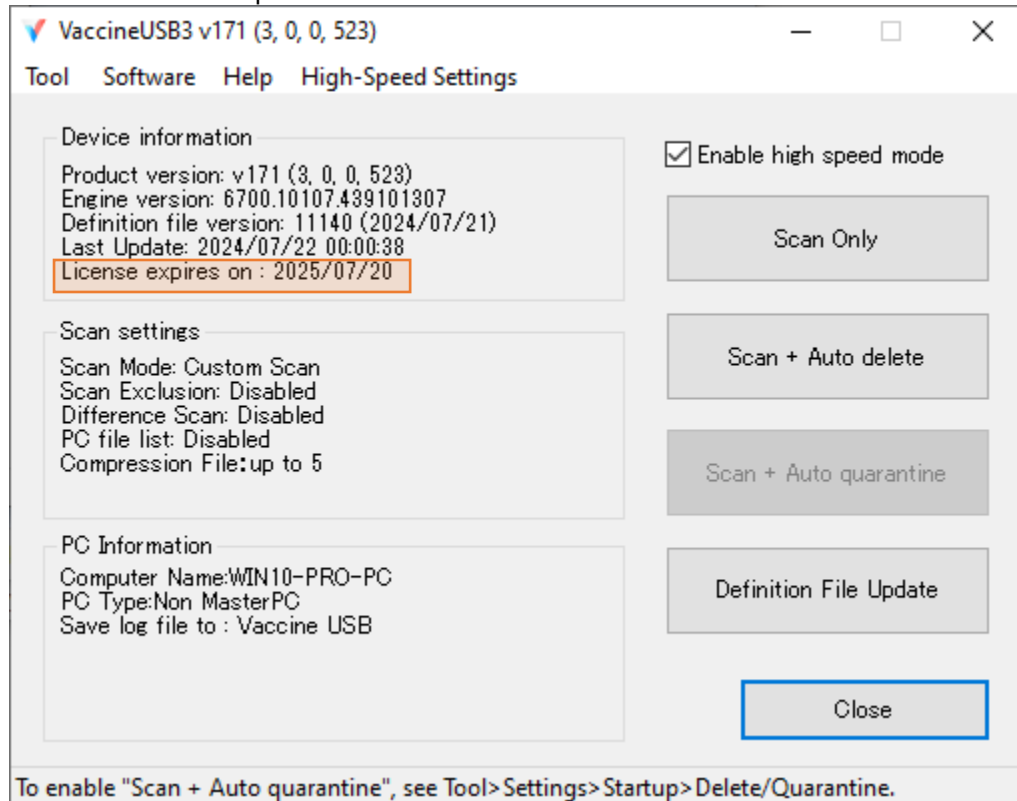 VaccineUSB3 v171 (3, 0, 0, 523)
Tool Software Help High-Speed Settings
Device information
Product version: v171 (3, 0, 0, 523)
Engine version: 6700.10107.439101307
Definition file version: 11140 (2024/07/21)
Last Update: 2024/07/22 00:00:38
License expires on : 2025/07/20
Enable high speed mode
Scan Only
Scan settings
Scan Mode: Custom Scan
Scan Exclusion: Disabled
Difference Scan: Disabled
PC file list: Disabled
Compression File:up to 5
Scan + Auto delete
Scan + Auto quarantine
PC Information
Computer Name:WIN10-PRO-PC
PC Type:Non MasterPC
Save log file to : Vaccine USB
Definition File Update
Close
To enable "Scan + Auto quarantine", see Tool>Settings>Startup>Delete/Quarantine.